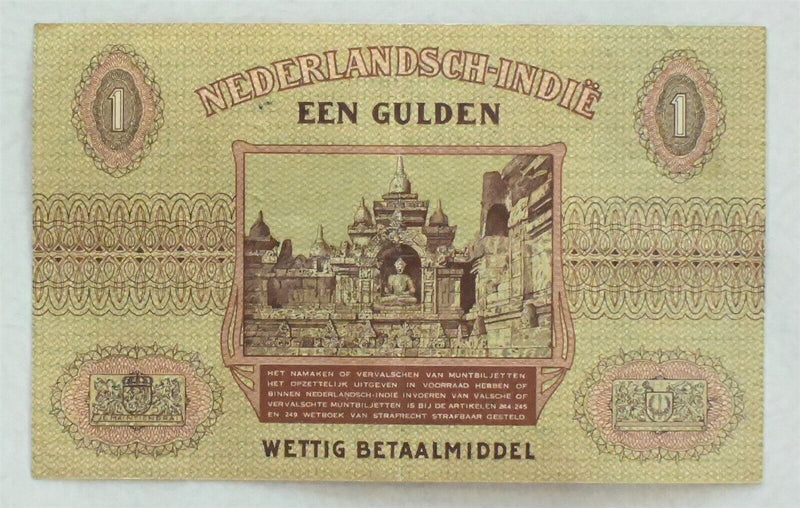 NEDERLANDSCH-INDIË
1
1
EEN GULDEN
HET NAMAKEN OF VERVALSCHEN VAN MUNTBILJETTEN
HET OPZETTELIJK UITGEVEN IN VOORRAAD HEBBEN OF
BINNEN NEDERLANDSCH-INDIE INVOEREN VAN VALSCHE OF
VERVALSCHTE MUNTBILJETTEN IS BIJ DE ARTIKELEN 244-245
EN 249 WETBOEK VAN STRAFRECHT STRAFBAAR GESTELD.
WETTIG BETAALMIDDEL